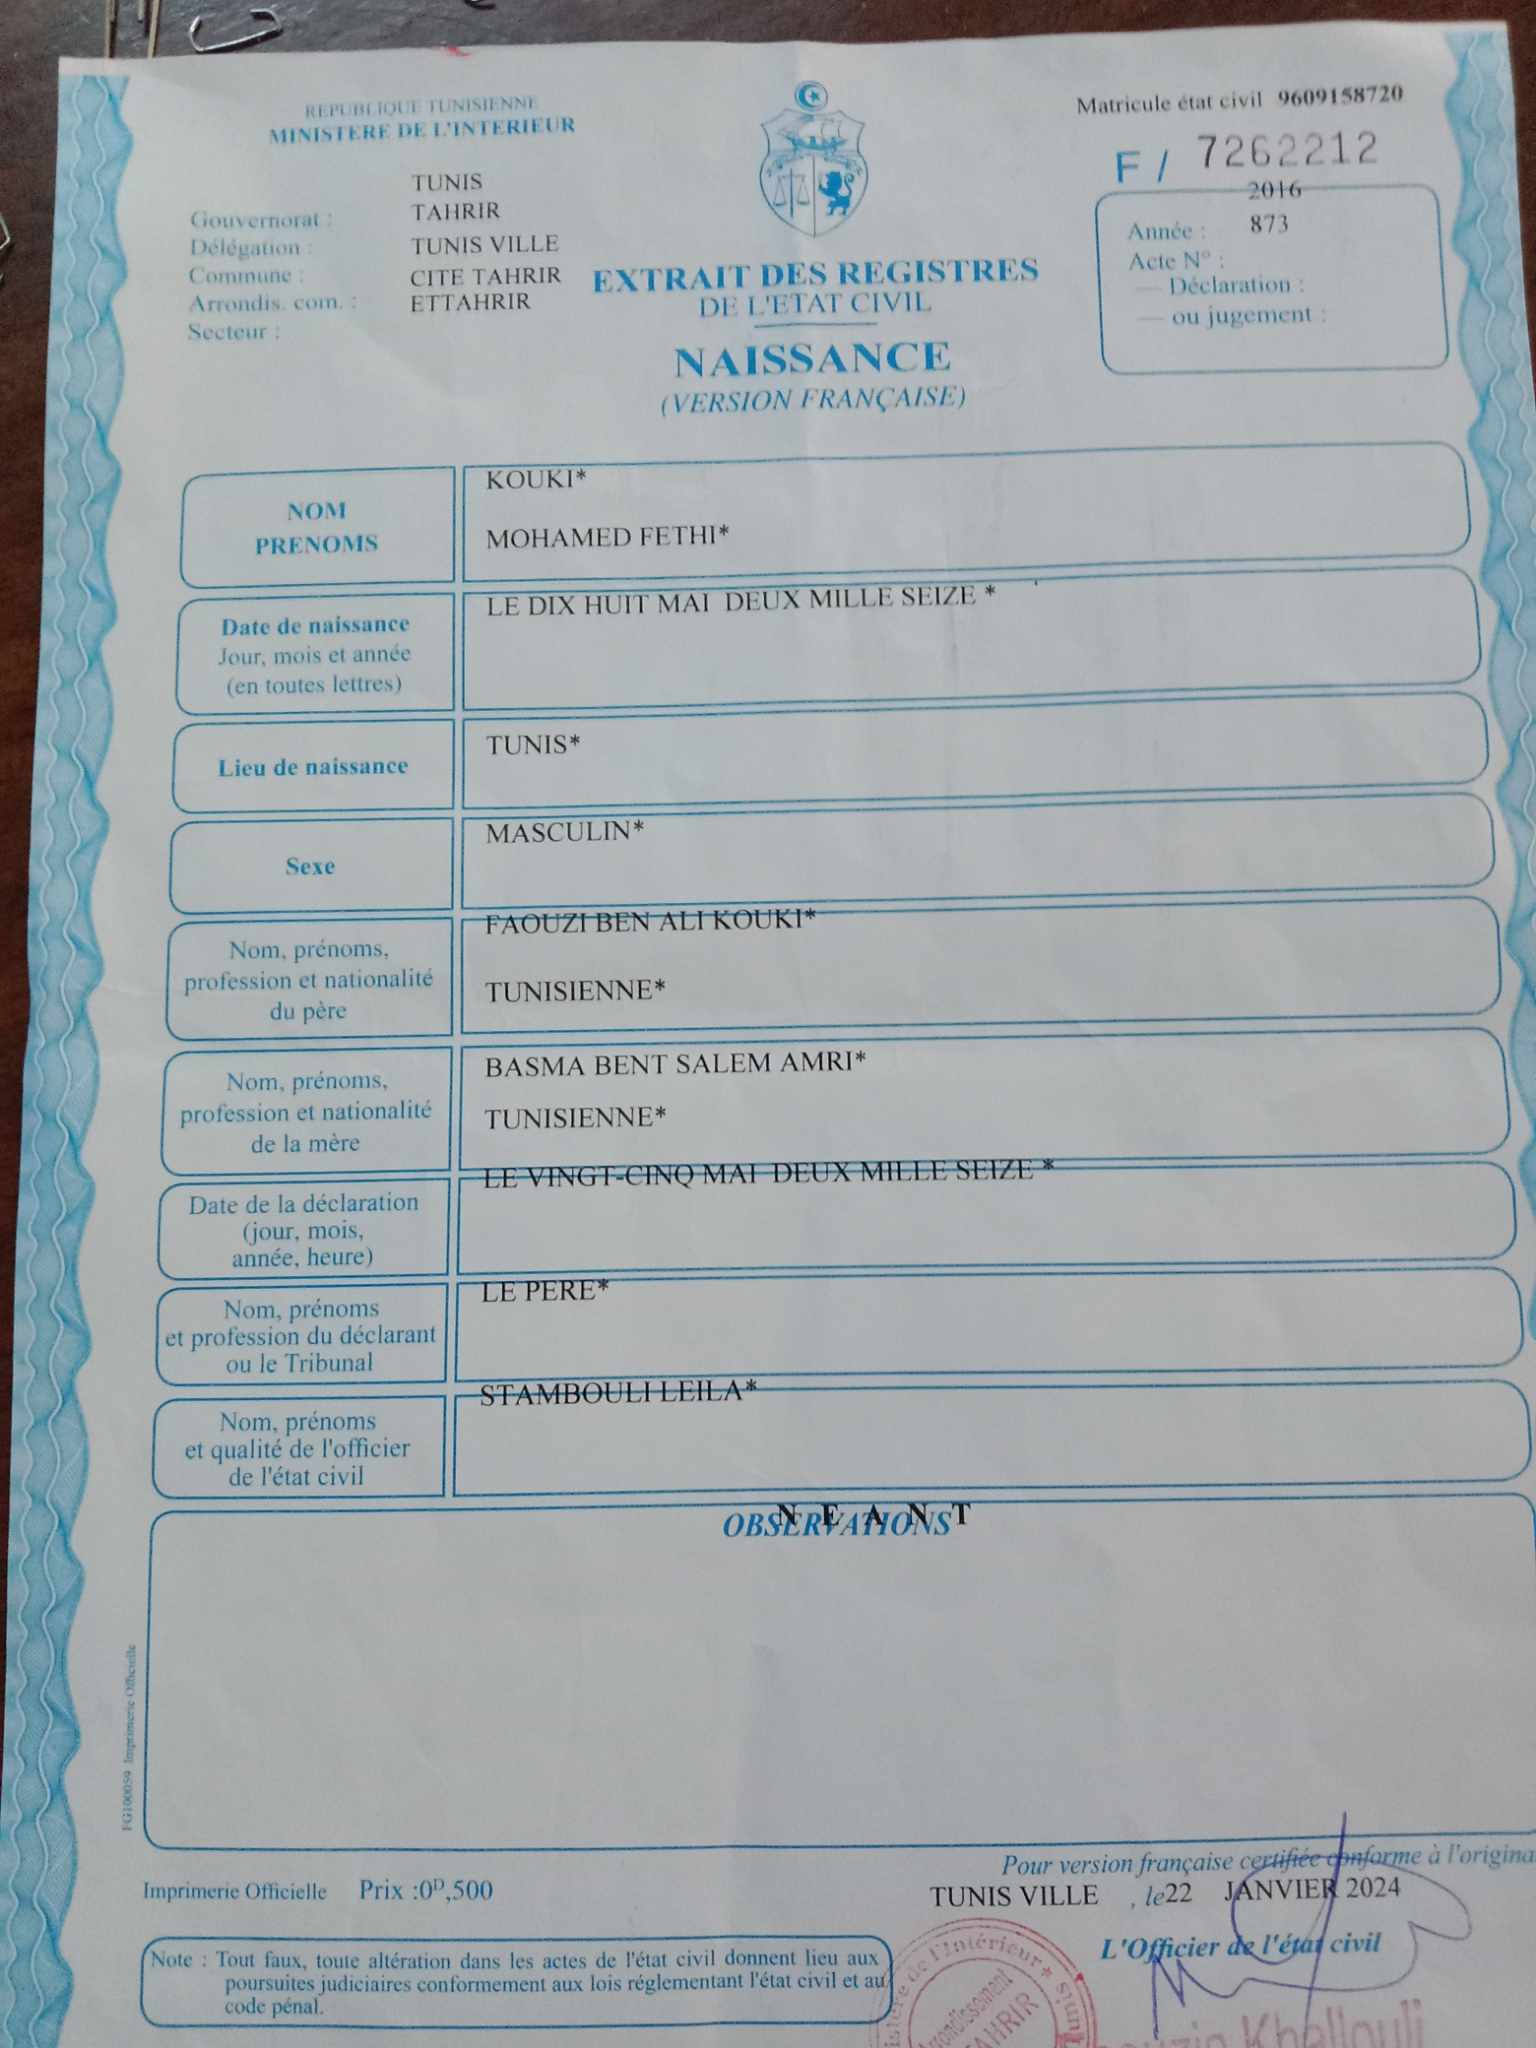 REPUBLIQUE TUNISIENNE
MINISTERE DE L'INTERIEUR
Matricule état civil 9609158720
F / 7262212
TUNIS
Gouvernorat : TAHRIR
Délégation : TUNIS VILLE
Commune : CITE TAHRIR
Arrondis. com. : ETTAHRIR
Secteur :
2016
Année : 873
Acte N° :
— Déclaration :
— ou jugement :
EXTRAIT DES REGISTRES
DE L'ETAT CIVIL
NAISSANCE
(VERSION FRANÇAISE)
NOM
PRENOMS
KOUKI*
MOHAMED FETHI*
Date de naissance
Jour, mois et année
(en toutes lettres)
LE DIX HUIT MAI DEUX MILLE SEIZE *
Lieu de naissance
TUNIS*
Sexe
MASCULIN*
Nom, prénoms,
profession et nationalité
du père
FAOUZI BEN ALI KOUKI*
TUNISIENNE*
Nom, prénoms,
profession et nationalité
de la mère
BASMA BENT SALEM AMRI*
TUNISIENNE*
Date de la déclaration
(jour, mois,
année, heure)
LE VINGT-CINQ MAI DEUX MILLE SEIZE *
Nom, prénoms
et profession du déclarant
ou le Tribunal
LE PERE*
Nom, prénoms
et qualité de l'officier
de l'état civil
STAMBOULI LEILA*
N E A N T
OBSERVATIONS
FG100059 Imprimerie Officielle
Pour version française certifiée conforme à l'origina
Imprimerie Officielle Prix :0D,500
TUNIS VILLE , le 22 JANVIER 2024
L'Officier de l'état civil
Note : Tout faux, toute altération dans les actes de l'état civil donnent lieu aux
poursuites judiciaires conformement aux lois réglementant l'état civil et au
code pénal.
de l'Intérieur * Tunis
Arrondissement
TAHRIR
Khallouli